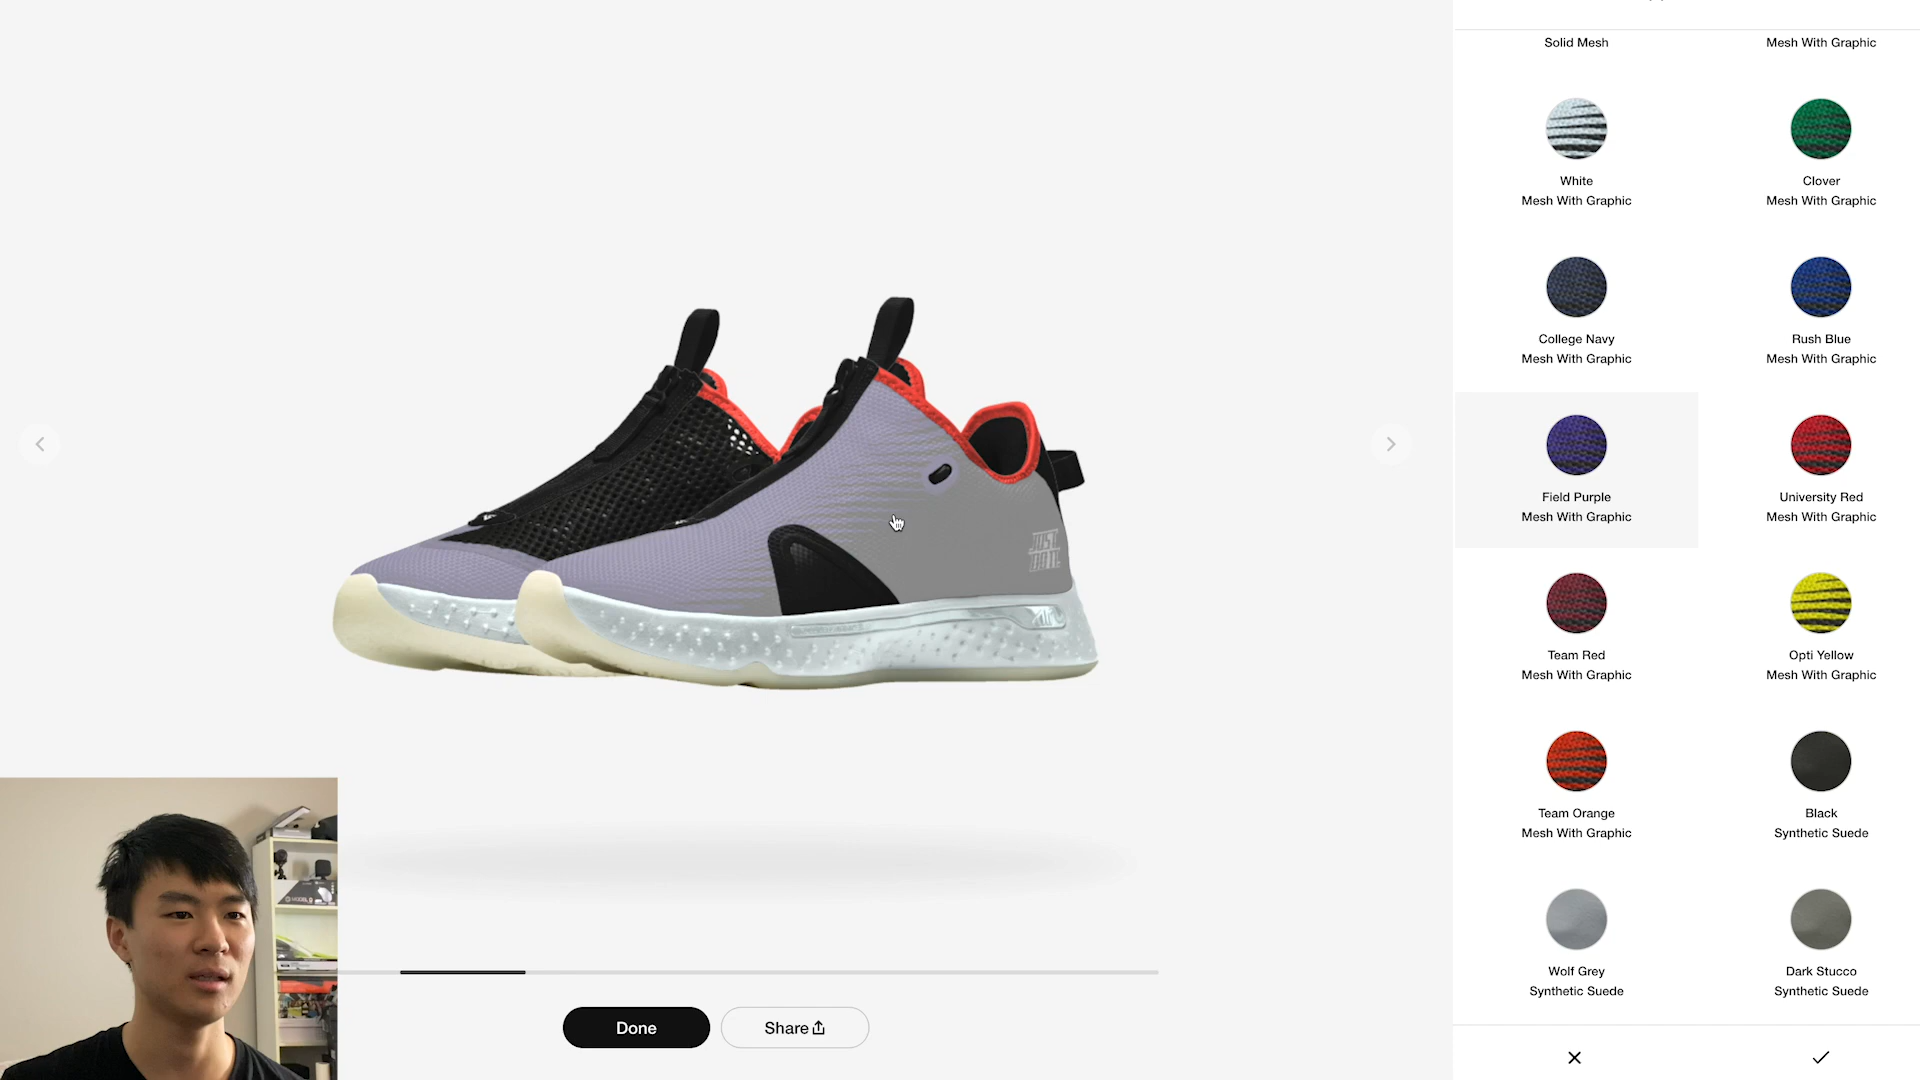 Solid Mesh
Mesh With Graphic
White
Mesh With Graphic
Clover
Mesh With Graphic
College Navy
Mesh With Graphic
Rush Blue
Mesh With Graphic
Field Purple
Mesh With Graphic
University Red
Mesh With Graphic
Team Red
Mesh With Graphic
Opti Yellow
Mesh With Graphic
Team Orange
Mesh With Graphic
Black
Synthetic Suede
Wolf Grey
Synthetic Suede
Dark Stucco
Synthetic Suede
JUST
DO IT.
Done
Share